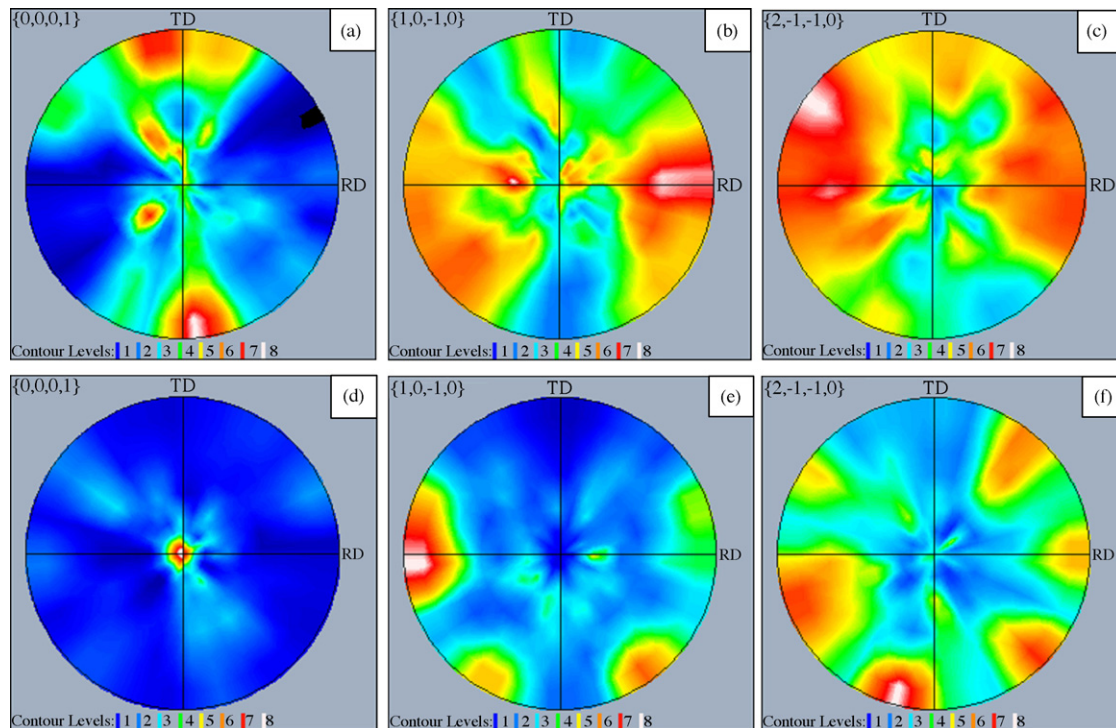 {0,0,0,1} TD (a)
RD
Contour Levels: 1 2 3 4 5 6 7 8
{1,0,-1,0} TD (b)
RD
Contour Levels: 1 2 3 4 5 6 7 8
{2,-1,-1,0} TD (c)
RD
Contour Levels: 1 2 3 4 5 6 7 8
{0,0,0,1} TD (d)
RD
Contour Levels: 1 2 3 4 5 6 7 8
{1,0,-1,0} TD (e)
RD
Contour Levels: 1 2 3 4 5 6 7 8
{2,-1,-1,0} TD (f)
RD
Contour Levels: 1 2 3 4 5 6 7 8